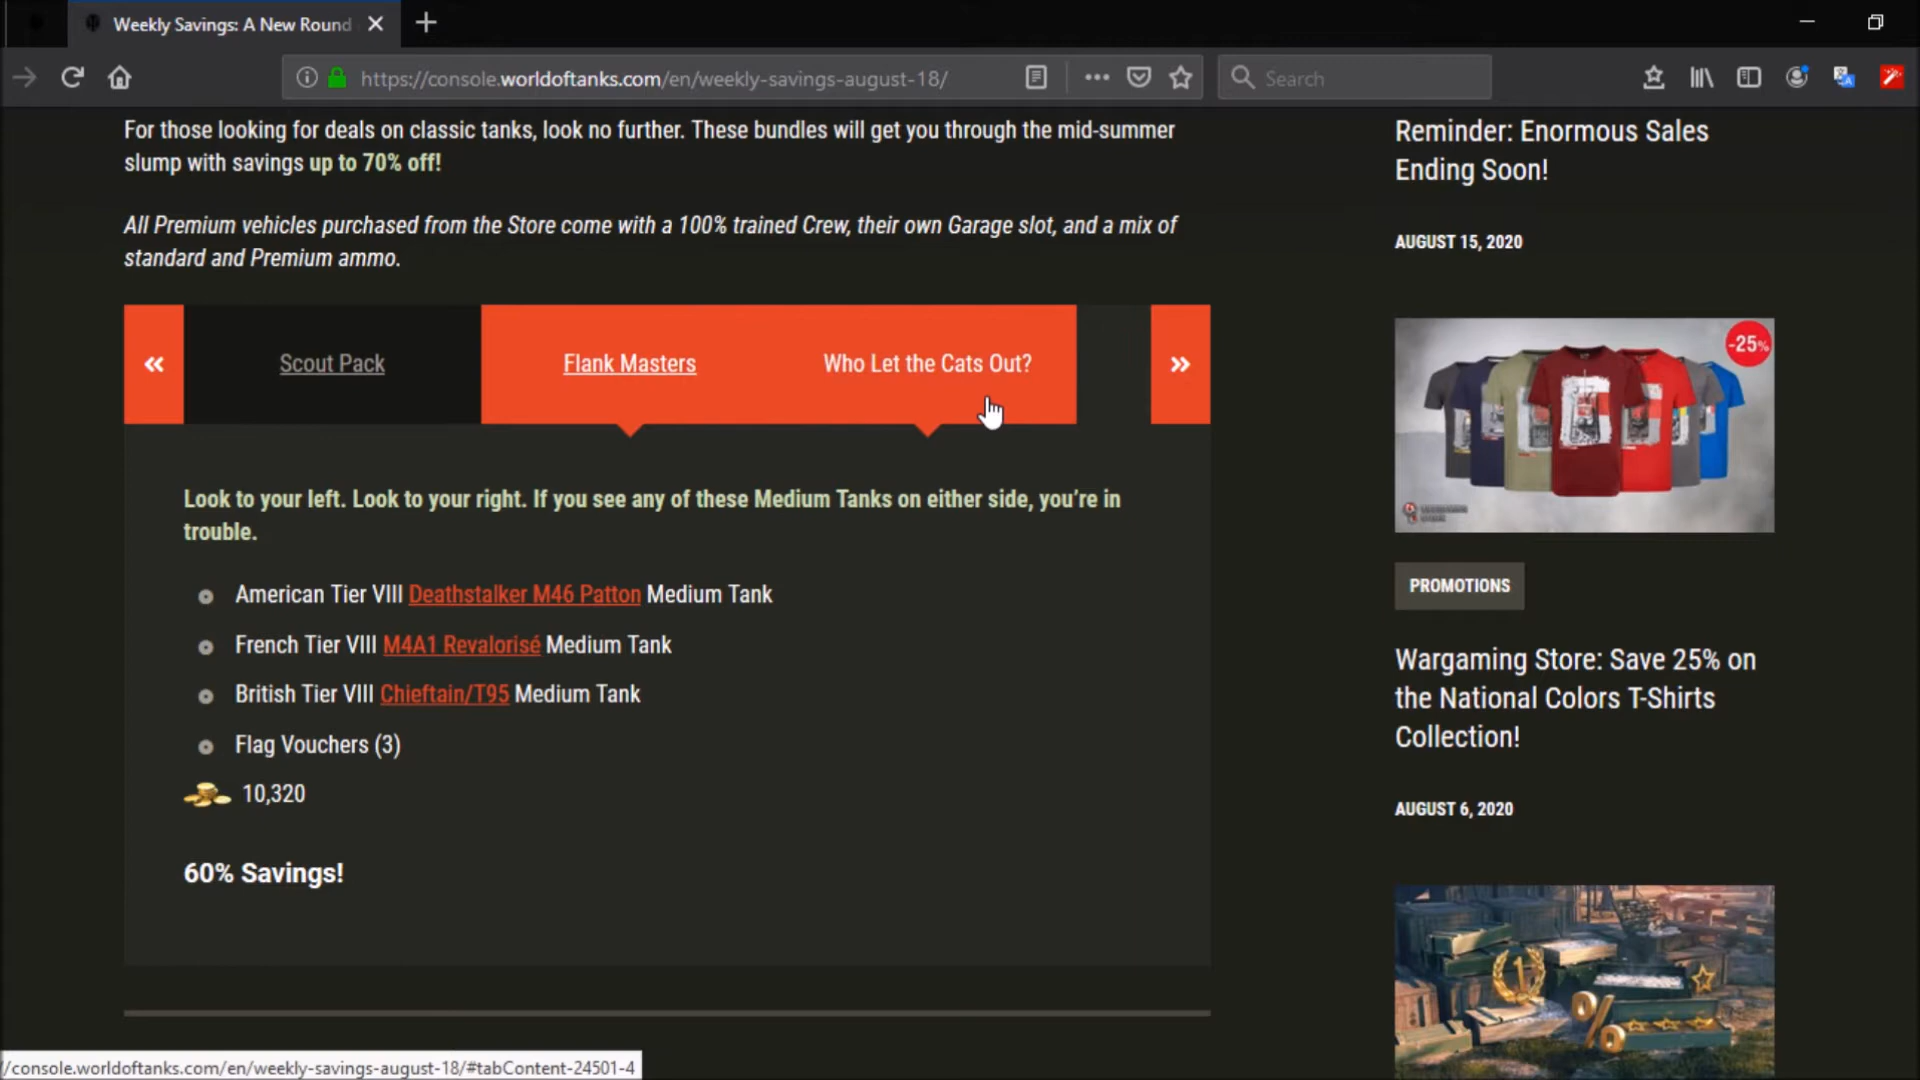 Weekly Savings: A New Round
https://console.worldoftanks.com/en/weekly-savings-august-18/
Search
For those looking for deals on classic tanks, look no further. These bundles will get you through the mid-summer
slump with savings up to 70% off!
All Premium vehicles purchased from the Store come with a 100% trained Crew, their own Garage slot, and a mix of
standard and Premium ammo.
«
Scout Pack
Flank Masters
Who Let the Cats Out?
»
Look to your left. Look to your right. If you see any of these Medium Tanks on either side, you’re in
trouble.
American Tier VIII Deathstalker M46 Patton Medium Tank
French Tier VIII M4A1 Revalorisé Medium Tank
British Tier VIII Chieftain/T95 Medium Tank
Flag Vouchers (3)
10,320
60% Savings!
Reminder: Enormous Sales
Ending Soon!
AUGUST 15, 2020
-25%
PROMOTIONS
Wargaming Store: Save 25% on
the National Colors T-Shirts
Collection!
AUGUST 6, 2020
1
%
/console.worldoftanks.com/en/weekly-savings-august-18/#tabContent-24501-4